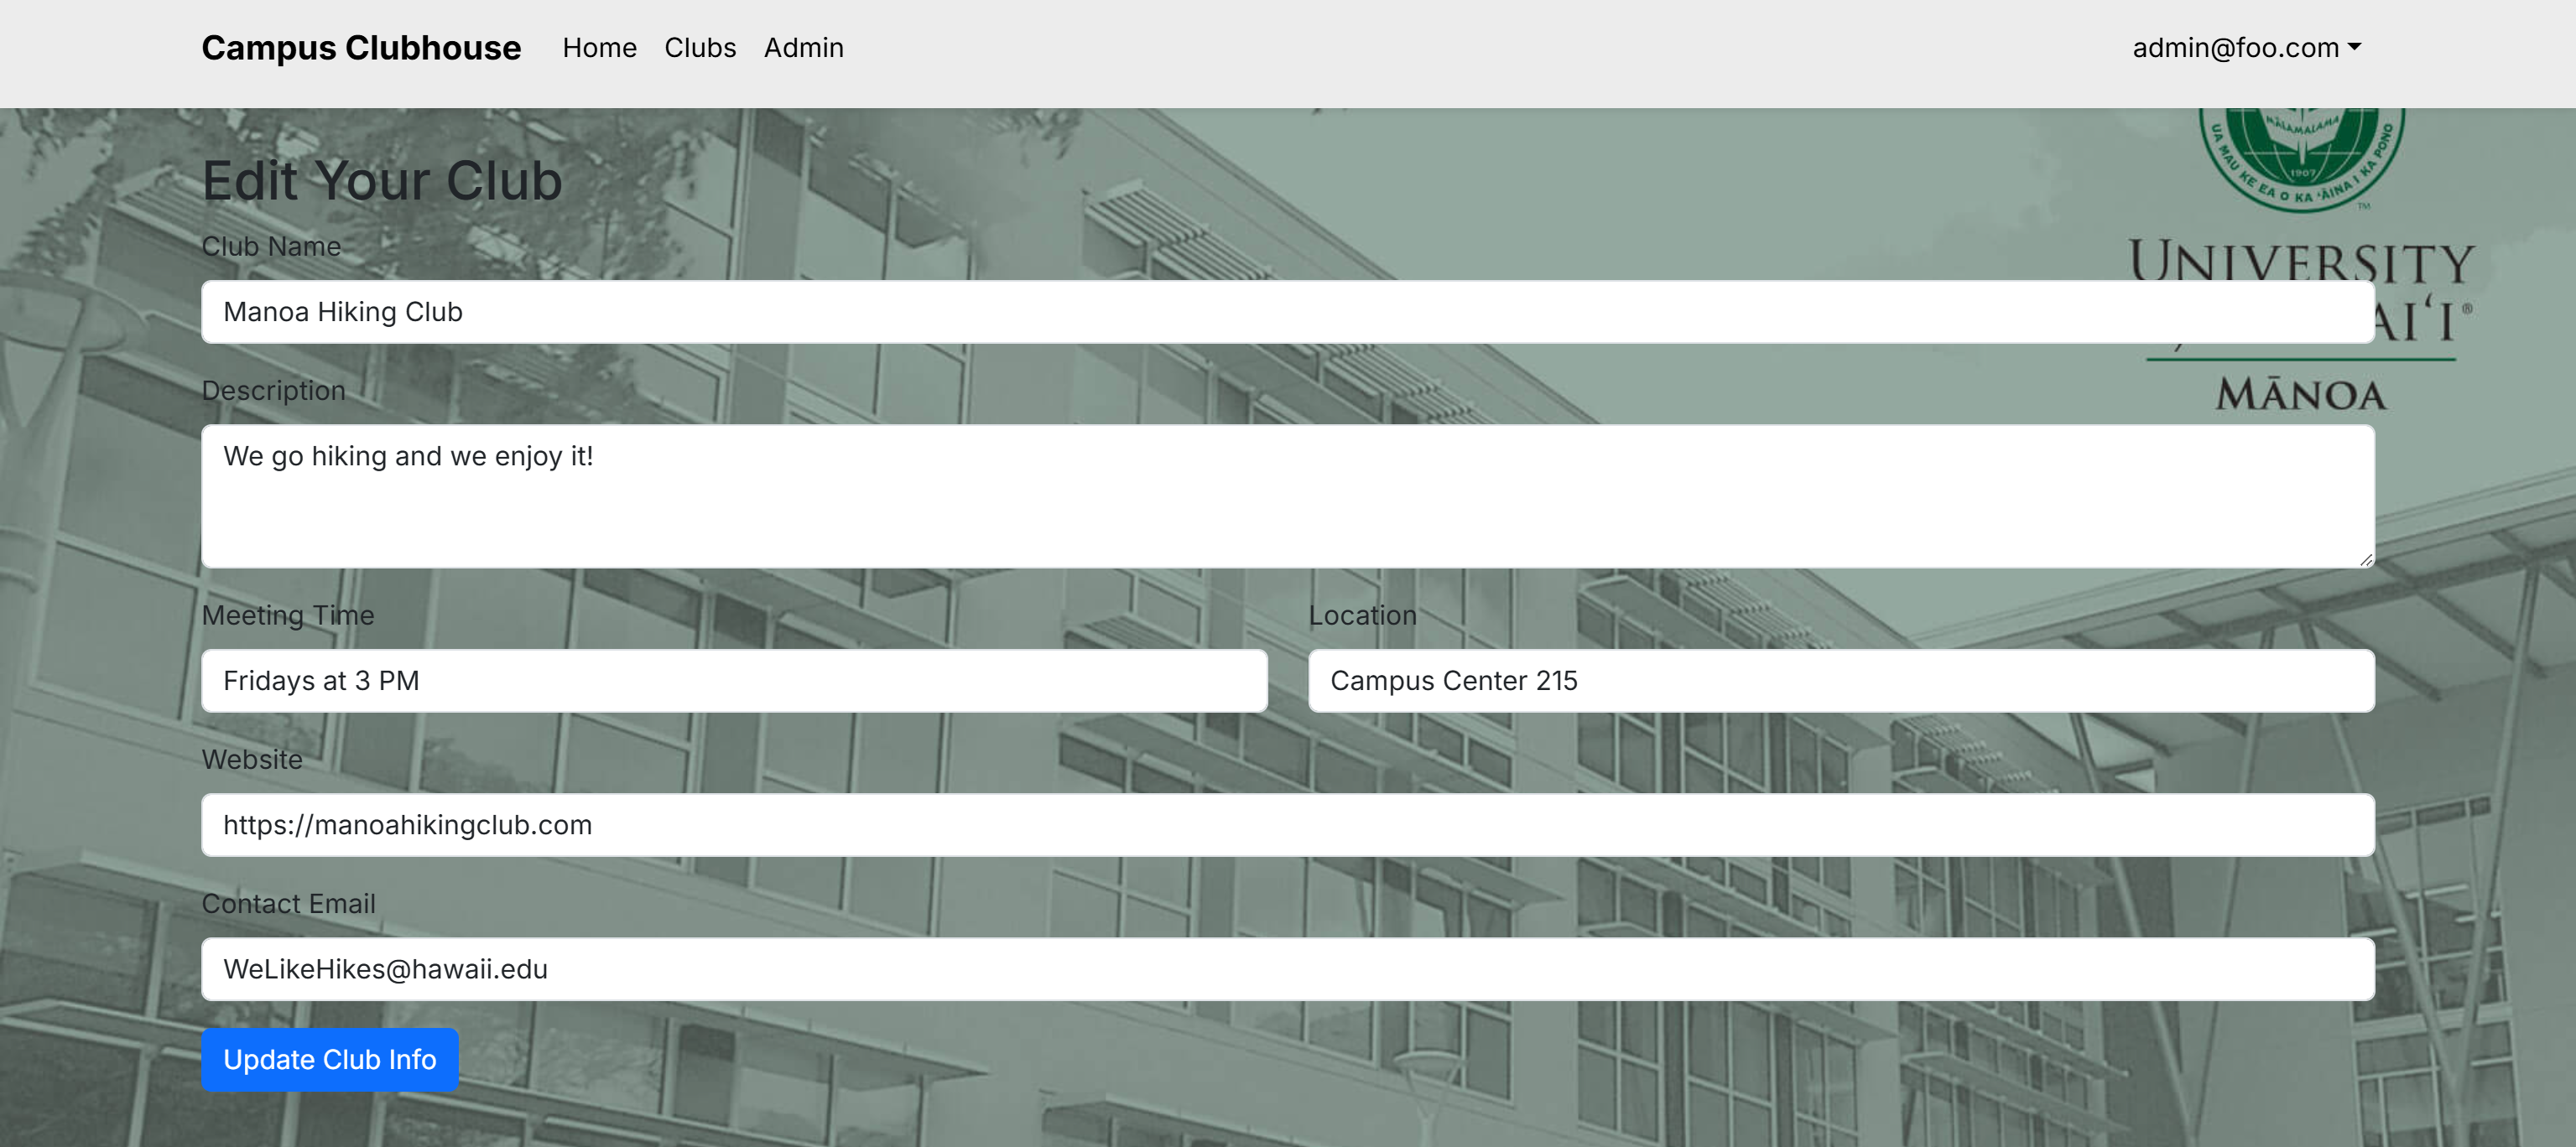 Campus Clubhouse Home Clubs Admin admin@foo.com
MĀLAMALAMA
UA MAU KE EA O KA ʻĀINA I KA PONO
1907
TM
Edit Your Club
UNIVERSITY
Club Name
Manoa Hiking Club
AIʻI®
MĀNOA
Description
We go hiking and we enjoy it!
Meeting Time Location
Fridays at 3 PM Campus Center 215
Website
https://manoahikingclub.com
Contact Email
WeLikeHikes@hawaii.edu
Update Club Info